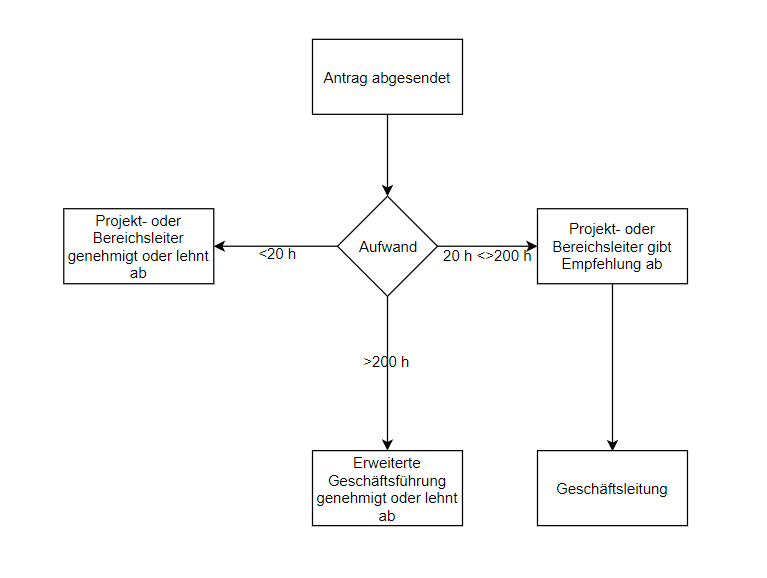 Antrag abgesendet
Projekt- oder
Bereichsleiter
genehmigt oder lehnt
ab
<20 h
Aufwand
20 h <>200 h
Projekt- oder
Bereichsleiter gibt
Empfehlung ab
>200 h
Erweiterte
Geschäftsführung
genehmigt oder lehnt
ab
Geschäftsleitung